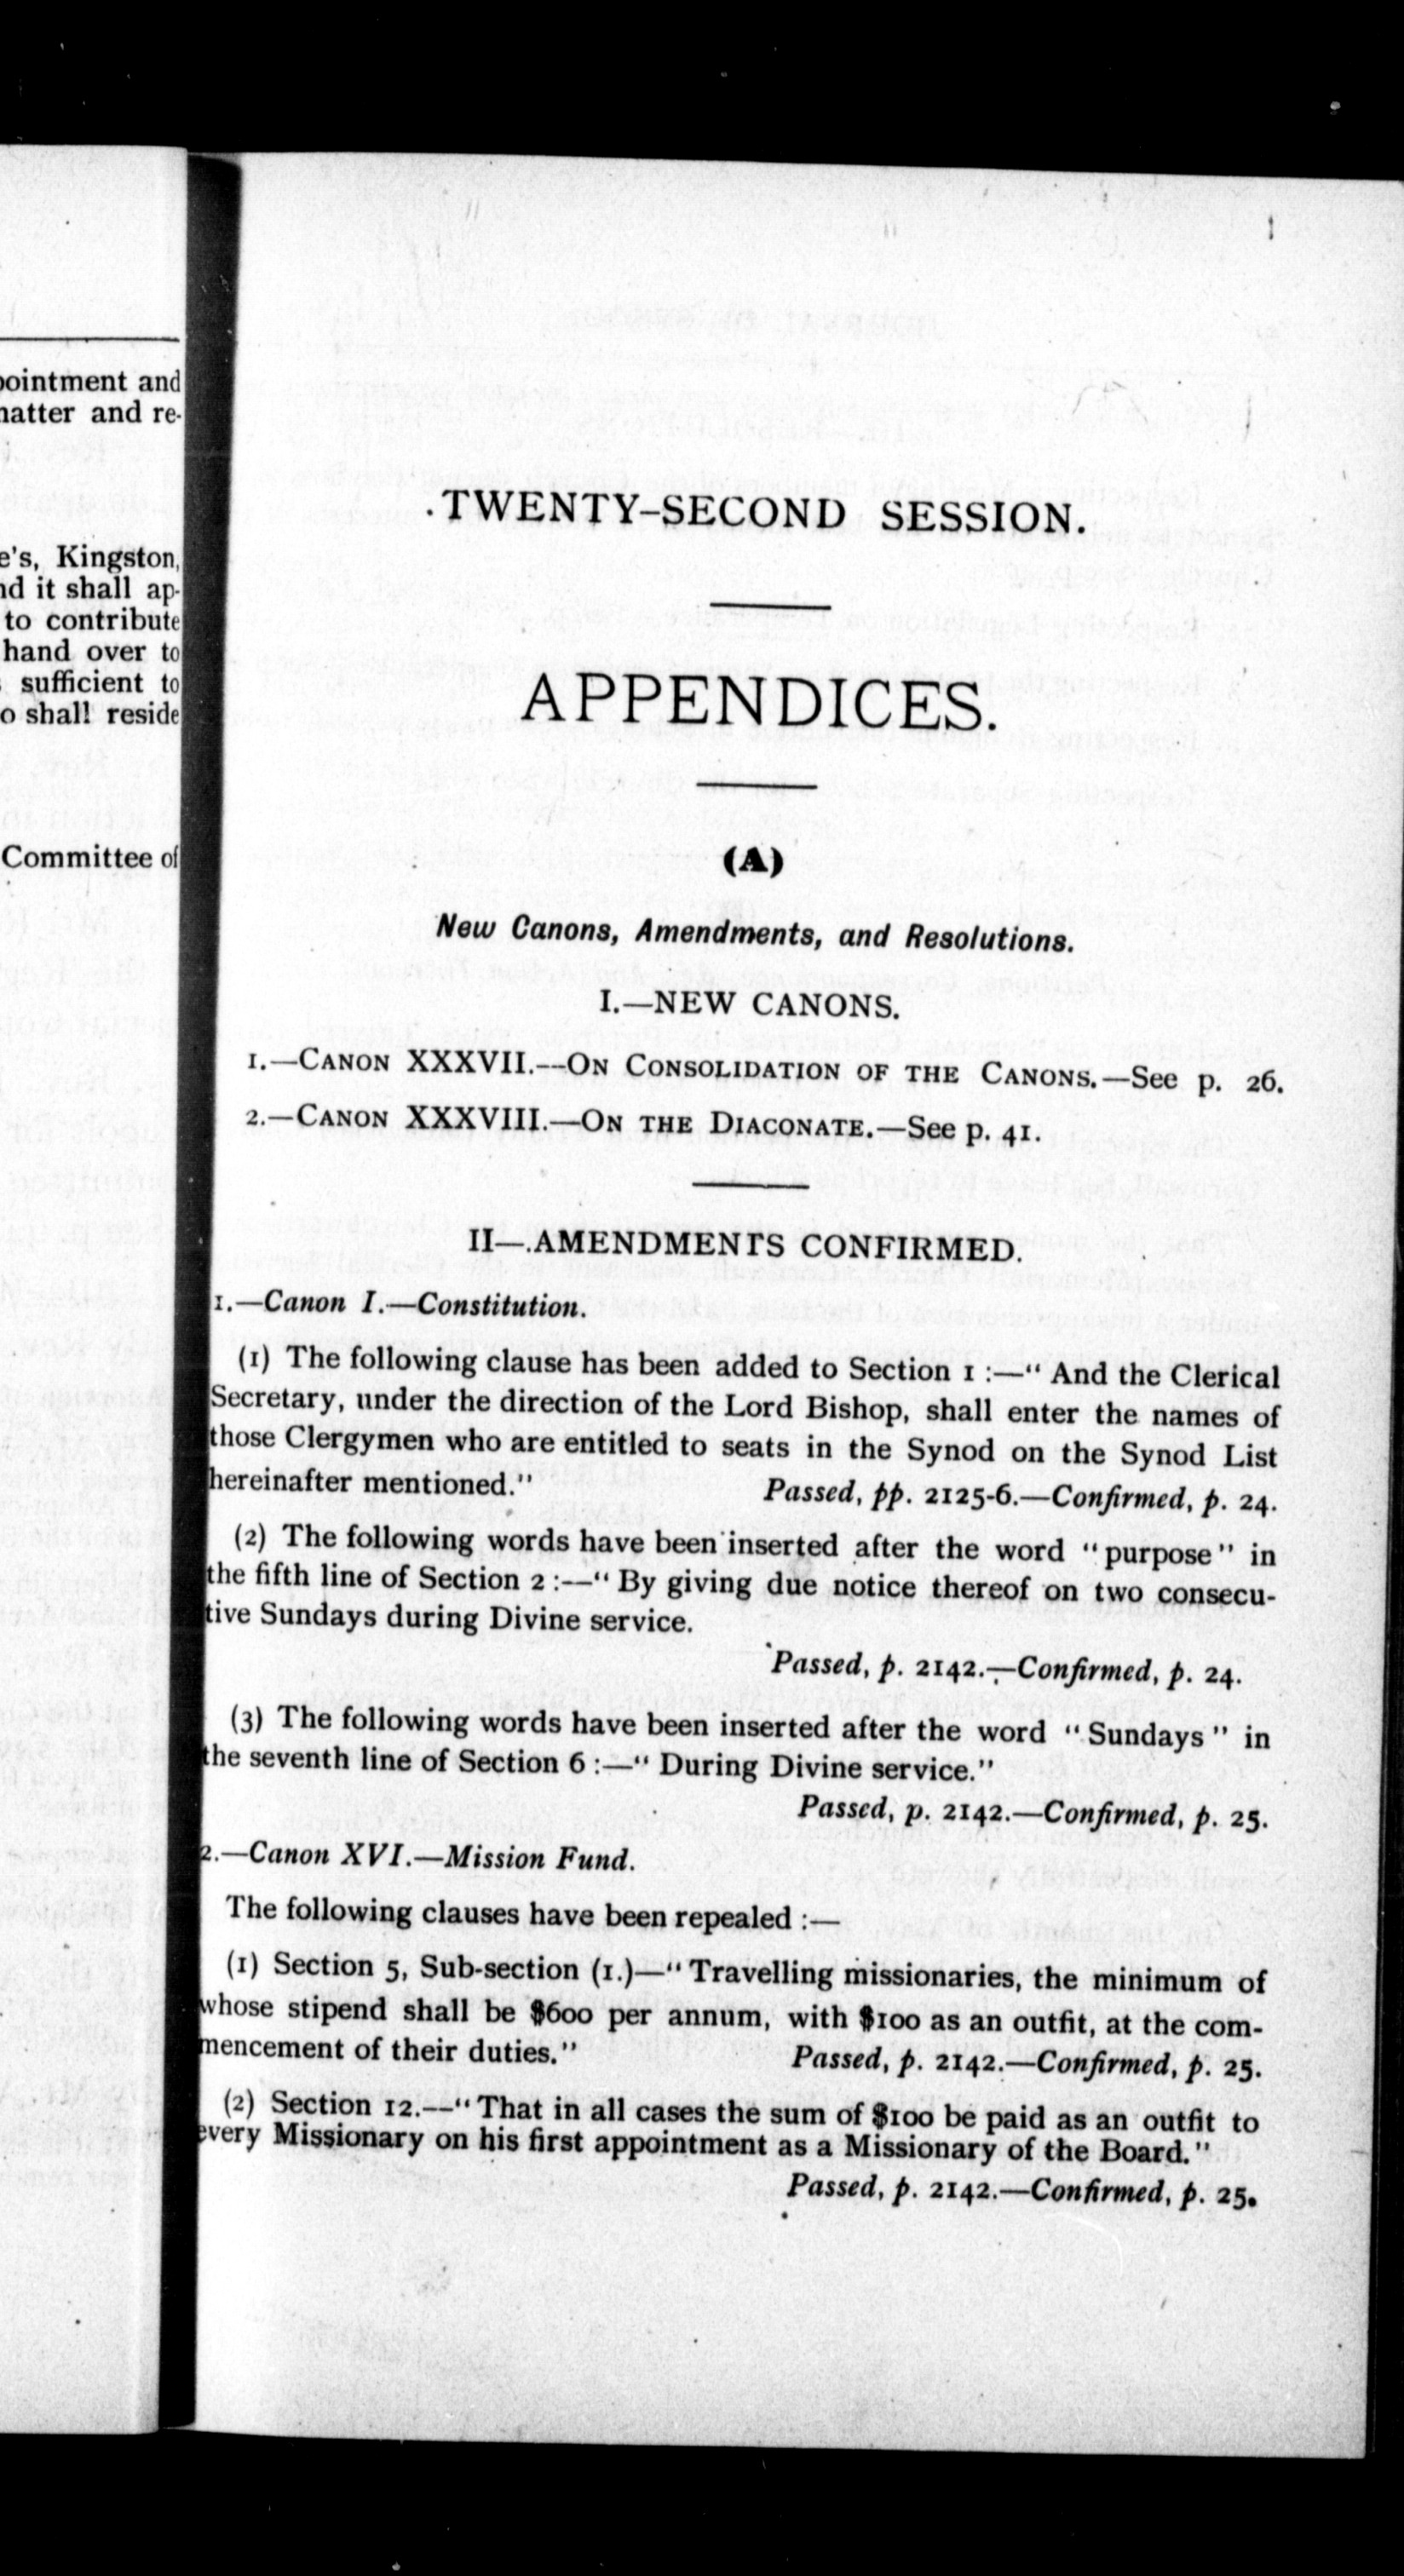 pointment and
matter and re-
e's, Kingston,
nd it shall ap-
to contribute
hand over to
sufficient to
o shall reside
Committee of
TWENTY-SECOND SESSION.
APPENDICES.
(A)
New Canons, Amendments, and Resolutions.
I.—NEW CANONS.
1.—CANON XXXVII.—ON CONSOLIDATION OF THE CANONS.—See p. 26.
2.—CANON XXXVIII.—ON THE DIACONATE.—See p. 41.
II—.AMENDMENTS CONFIRMED.
1.—Canon I.—Constitution.
(1) The following clause has been added to Section 1 :—"And the Clerical
Secretary, under the direction of the Lord Bishop, shall enter the names of
those Clergymen who are entitled to seats in the Synod on the Synod List
hereinafter mentioned." Passed, pp. 2125-6.—Confirmed, p. 24.
(2) The following words have been inserted after the word "purpose" in
the fifth line of Section 2 :—"By giving due notice thereof on two consecu-
tive Sundays during Divine service.
Passed, p. 2142.—Confirmed, p. 24.
(3) The following words have been inserted after the word "Sundays" in
the seventh line of Section 6 :—"During Divine service."
Passed, p. 2142.—Confirmed, p. 25.
2.—Canon XVI.—Mission Fund.
The following clauses have been repealed :—
(1) Section 5, Sub-section (1.)—"Travelling missionaries, the minimum of
whose stipend shall be $600 per annum, with $100 as an outfit, at the com-
mencement of their duties." Passed, p. 2142.—Confirmed, p. 25.
(2) Section 12.—"That in all cases the sum of $100 be paid as an outfit to
every Missionary on his first appointment as a Missionary of the Board."
Passed, p. 2142.—Confirmed, p. 25.